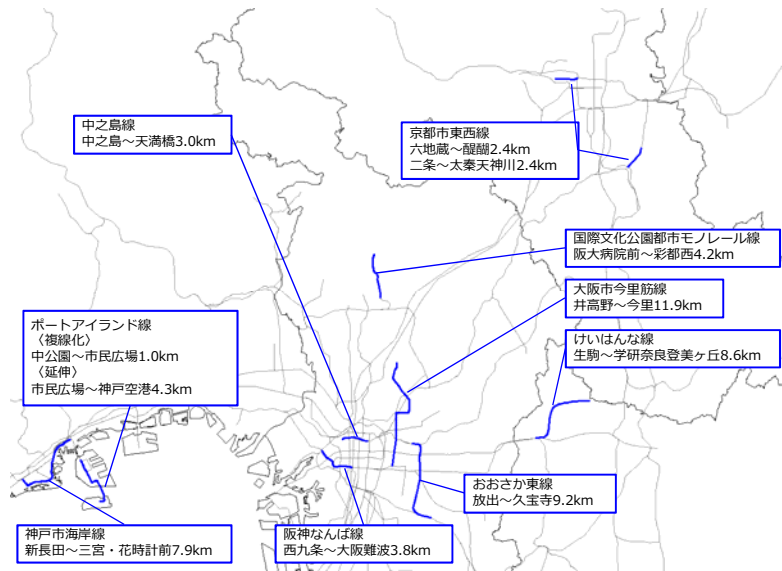 中之島線
中之島～天満橋3.0km
京都市東西線
六地蔵～醍醐2.4km
二条～太秦天神川2.4km
国際文化公園都市モノレール線
阪大病院前～彩都西4.2km
大阪市今里筋線
井高野～今里11.9km
ポートアイランド線
〈複線化〉
中公園～市民広場1.0km
〈延伸〉
市民広場～神戸空港4.3km
けいはんな線
生駒～学研奈良登美ヶ丘8.6km
おおさか東線
放出～久宝寺9.2km
神戸市海岸線
新長田～三宮・花時計前7.9km
阪神なんば線
西九条～大阪難波3.8km